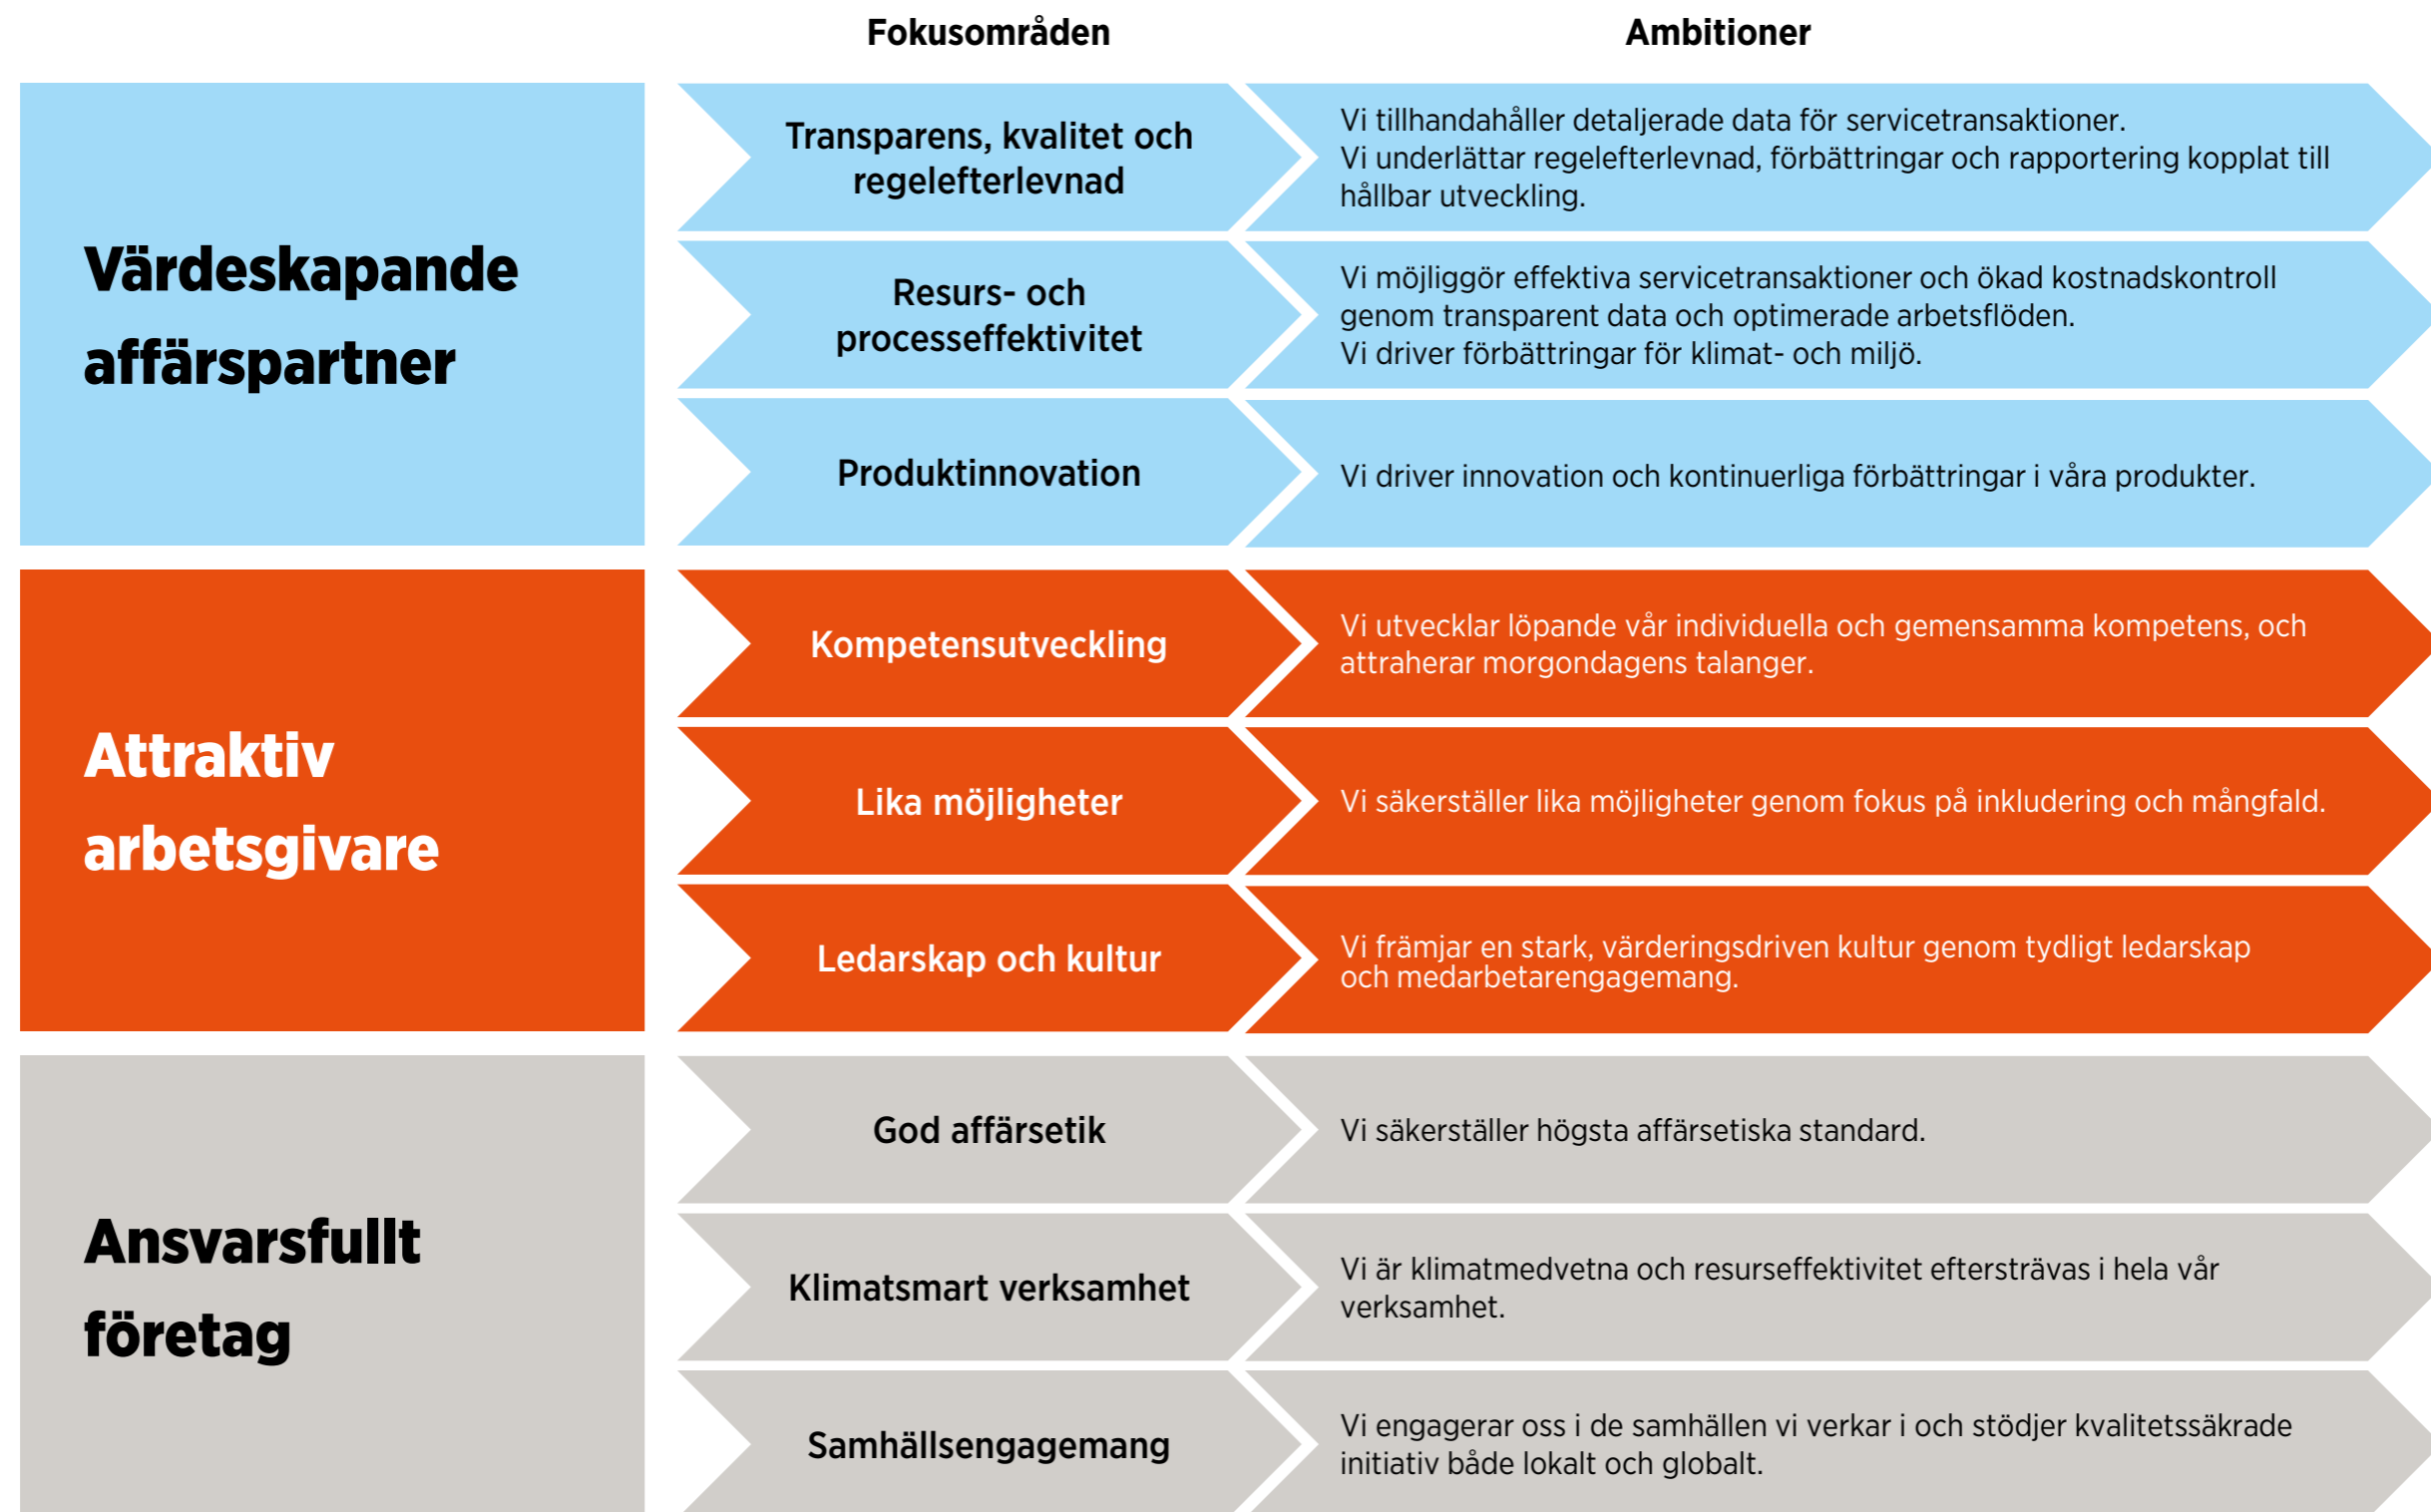 Fokusområden
Ambitioner
Värdeskapande
affärspartner
Transparens, kvalitet och
regelefterlevnad
Vi tillhandahåller detaljerade data för servicetransaktioner.
Vi underlättar regelefterlevnad, förbättringar och rapportering kopplat till
hållbar utveckling.
Resurs- och
processeffektivitet
Vi möjliggör effektiva servicetransaktioner och ökad kostnadskontroll
genom transparent data och optimerade arbetsflöden.
Vi driver förbättringar för klimat- och miljö.
Produktinnovation
Vi driver innovation och kontinuerliga förbättringar i våra produkter.
Attraktiv
arbetsgivare
Kompetensutveckling
Vi utvecklar löpande vår individuella och gemensamma kompetens, och
attraherar morgondagens talanger.
Lika möjligheter
Vi säkerställer lika möjligheter genom fokus på inkludering och mångfald.
Ledarskap och kultur
Vi främjar en stark, värderingsdriven kultur genom tydligt ledarskap
och medarbetarengagemang.
Ansvarsfullt
företag
God affärsetik
Vi säkerställer högsta affärsetiska standard.
Klimatsmart verksamhet
Vi är klimatmedvetna och resurseffektivitet eftersträvas i hela vår
verksamhet.
Samhällsengagemang
Vi engagerar oss i de samhällen vi verkar i och stödjer kvalitetssäkrade
initiativ både lokalt och globalt.